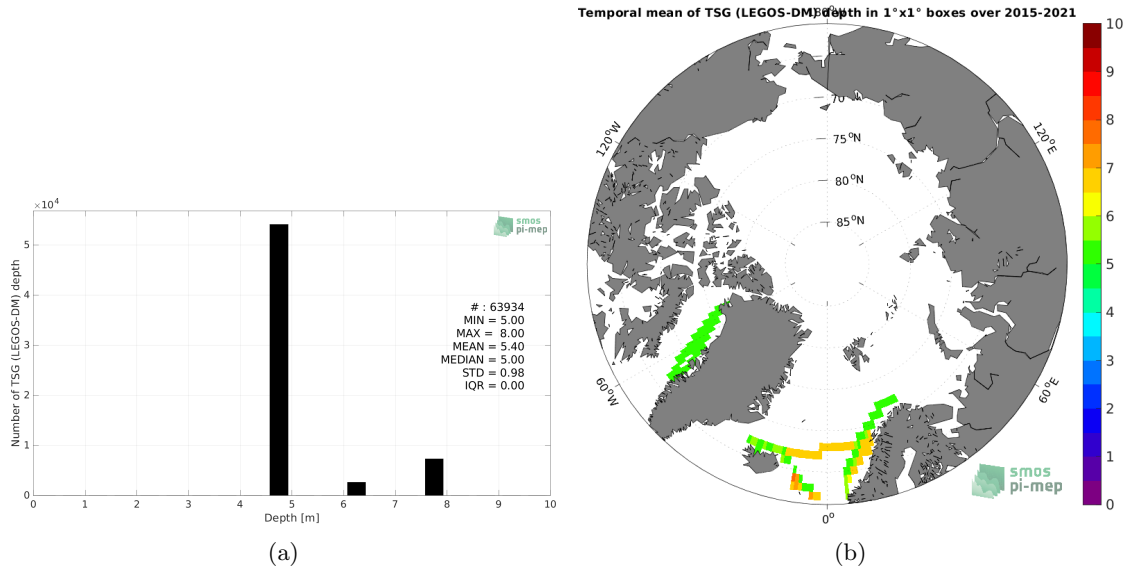 ×10⁴
5
4
3
2
1
0
Number of TSG (LEGOS-DM) depth
smos
pi-mep
# : 63934
MIN = 5.00
MAX = 8.00
MEAN = 5.40
MEDIAN = 5.00
STD = 0.98
IQR = 0.00
0 1 2 3 4 5 6 7 8 9 10
Depth [m]
(a)
Temporal mean of TSG (LEGOS-DM) depth in 1°x1° boxes over 2015-2021
120°W
120°E
60°W
60°E
0°
75°N
80°N
85°N
10
9
8
7
6
5
4
3
2
1
0
smos
pi-mep
(b)